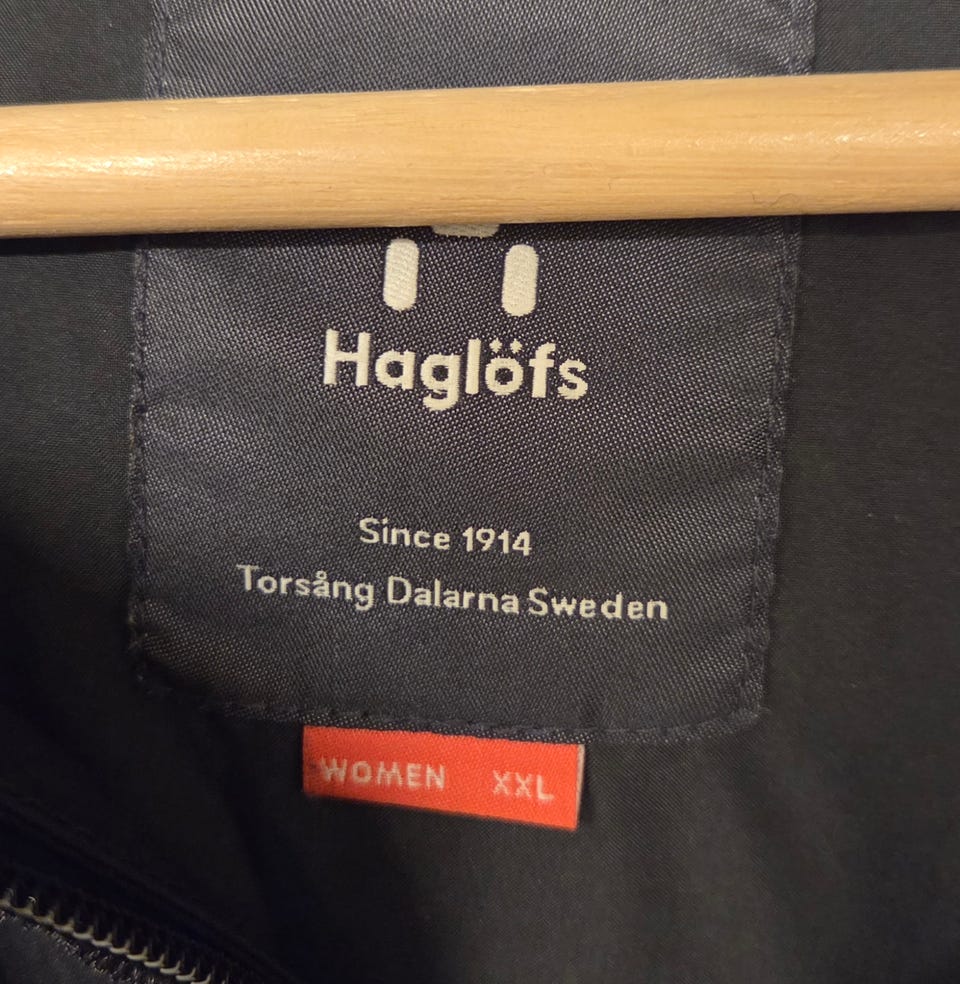 Haglöfs
Since 1914
Torsång Dalarna Sweden
WOMEN XXL